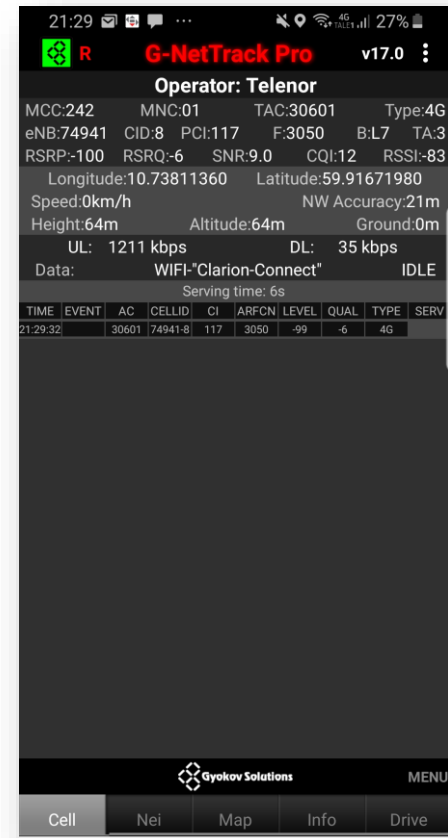 21:29 ... 4G 27%
R G-NetTrack Pro v17.0
Operator: Telenor
MCC:242 MNC:01 TAC:30601 Type:4G
eNB:74941 CID:8 PCI:117 F:3050 B:L7 TA:3
RSRP:-100 RSRQ:-6 SNR:9.0 CQI:12 RSSI:-83
Longitude:10.73811360 Latitude:59.91671980
Speed:0km/h NW Accuracy:21m
Height:64m Altitude:64m Ground:0m
UL: 1211 kbps DL: 35 kbps
Data: WIFI-"Clarion-Connect" IDLE
Serving time: 6s
TIME EVENT AC CELLID CI ARFCN LEVEL QUAL TYPE SERV
21:29:32 30601 74941-8 117 3050 -99 -6 4G
Gyokov Solutions MENU
Cell Nei Map Info Drive